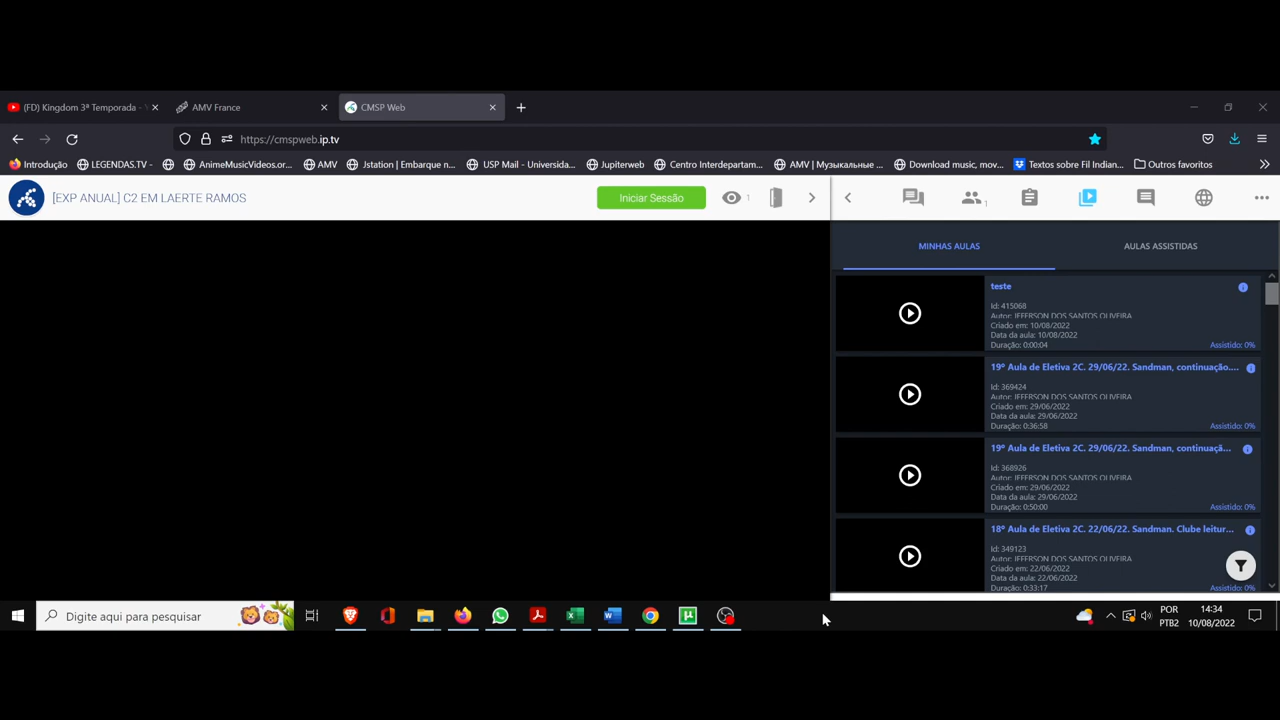 (FD) Kingdom 3ª Temporada -
AMV France
CMSP Web
https://cmspweb.ip.tv
Introdução
LEGENDAS.TV -
AnimeMusicVideos.or...
AMV
Jstation | Embarque n...
USP Mail - Universida...
Jupiterweb
Centro Interdepartam...
AMV | Музыкальные ...
Download music, mov...
Textos sobre Fil Indian...
Outros favoritos
[EXP ANUAL] C2 EM LAERTE RAMOS
Iniciar Sessão
1
1
MINHAS AULAS
AULAS ASSISTIDAS
teste
Id: 415068
Autor: JEFERSON DOS SANTOS OLIVEIRA
Criado em: 10/08/2022
Data da aula: 10/08/2022
Duração: 0:00:04
Assistido: 0%
19º Aula de Eletiva 2C. 29/06/22. Sandman, continuação....
Id: 369424
Autor: JEFERSON DOS SANTOS OLIVEIRA
Criado em: 29/06/2022
Data da aula: 29/06/2022
Duração: 0:36:58
Assistido: 0%
19º Aula de Eletiva 2C. 29/06/22. Sandman, continuaçã...
Id: 368926
Autor: JEFERSON DOS SANTOS OLIVEIRA
Criado em: 29/06/2022
Data da aula: 29/06/2022
Duração: 0:50:00
Assistido: 0%
18º Aula de Eletiva 2C. 22/06/22. Sandman. Clube leitur...
Id: 349123
Autor: JEFERSON DOS SANTOS OLIVEIRA
Criado em: 22/06/2022
Data da aula: 22/06/2022
Duração: 0:33:17
Assistido: 0%
Digite aqui para pesquisar
POR
PTB2
14:34
10/08/2022